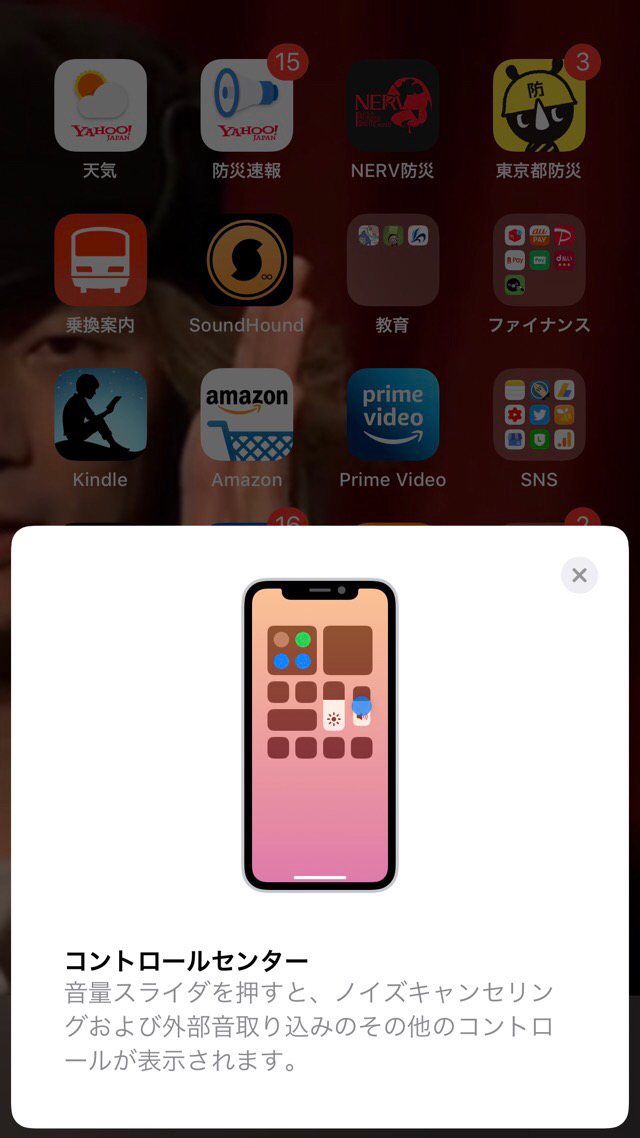 15
3
YAHOO!
JAPAN
YAHOO!
JAPAN
NERV
防
天気
防災速報
NERV防災
東京都防災
au
PAY
R Pay
Pay
d払い
乗換案内
SoundHound
教育
ファイナンス
amazon
prime
video
Kindle
Amazon
Prime Video
SNS
16
2
コントロールセンター
音量スライダを押すと、ノイズキャンセリン
グおよび外部音取り込みのその他のコントロ
ールが表示されます。